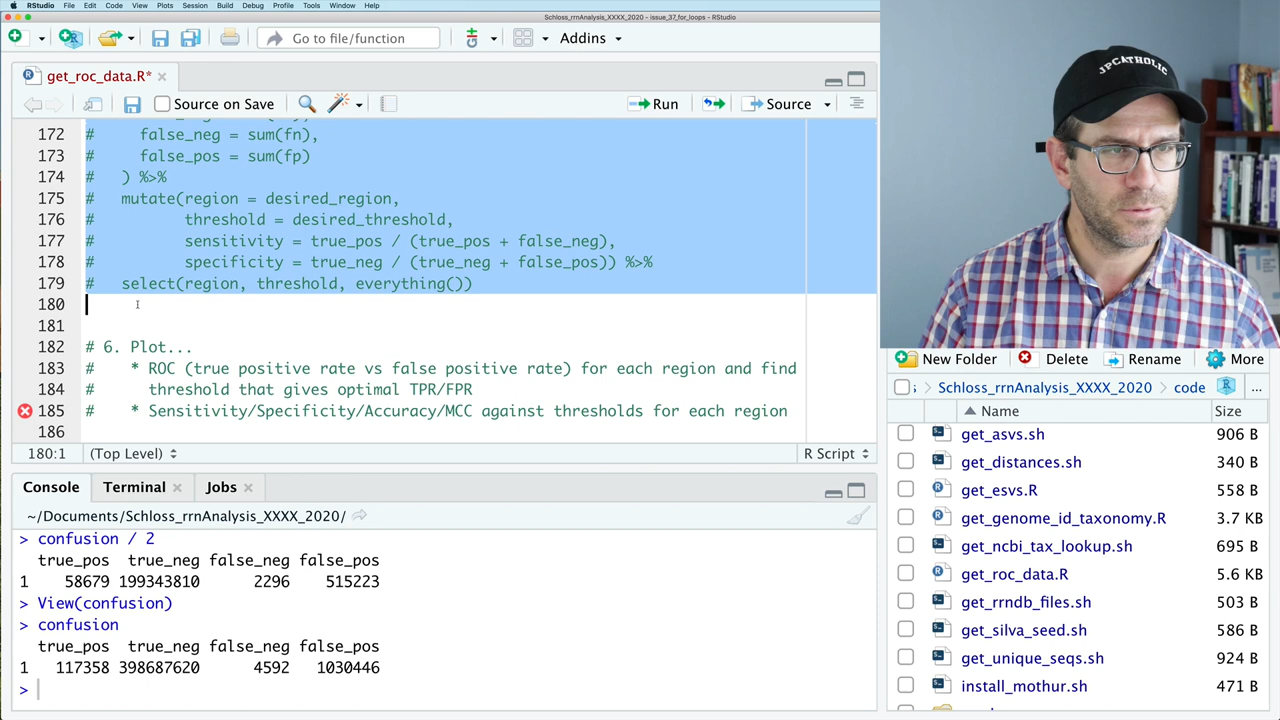 RStudio File Edit Code View Plots Session Build Debug Profile Tools Window Help
Schloss_rrnAnalysis_XXXX_2020 - issue_37_for_loops - RStudio
Go to file/function Addins
get_roc_data.R*
Source on Save Run Source
172 # false_neg = sum(fn),
173 # false_pos = sum(fp)
174 # ) %>%
175 # mutate(region = desired_region,
176 # threshold = desired_threshold,
177 # sensitivity = true_pos / (true_pos + false_neg),
178 # specificity = true_neg / (true_neg + false_pos)) %>%
179 # select(region, threshold, everything())
180
181
182 # 6. Plot...
183 # * ROC (true positive rate vs false positive rate) for each region and find
184 # threshold that gives optimal TPR/FPR
185 # * Sensitivity/Specificity/Accuracy/MCC against thresholds for each region
186
180:1 (Top Level) R Script
Console Terminal Jobs
~/Documents/Schloss_rrnAnalysis_XXXX_2020/
> confusion / 2
true_pos true_neg false_neg false_pos
1 58679 199343810 2296 515223
> View(confusion)
> confusion
true_pos true_neg false_neg false_pos
1 117358 398687620 4592 1030446
>
JPCATHOLIC
New Folder Delete Rename More
Schloss_rrnAnalysis_XXXX_2020 > code ...
Name Size
get_asvs.sh 906 B
get_distances.sh 340 B
get_esvs.R 558 B
get_genome_id_taxonomy.R 3.7 KB
get_ncbi_tax_lookup.sh 695 B
get_roc_data.R 5.6 KB
get_rrndb_files.sh 503 B
get_silva_seed.sh 586 B
get_unique_seqs.sh 924 B
install_mothur.sh 471 B